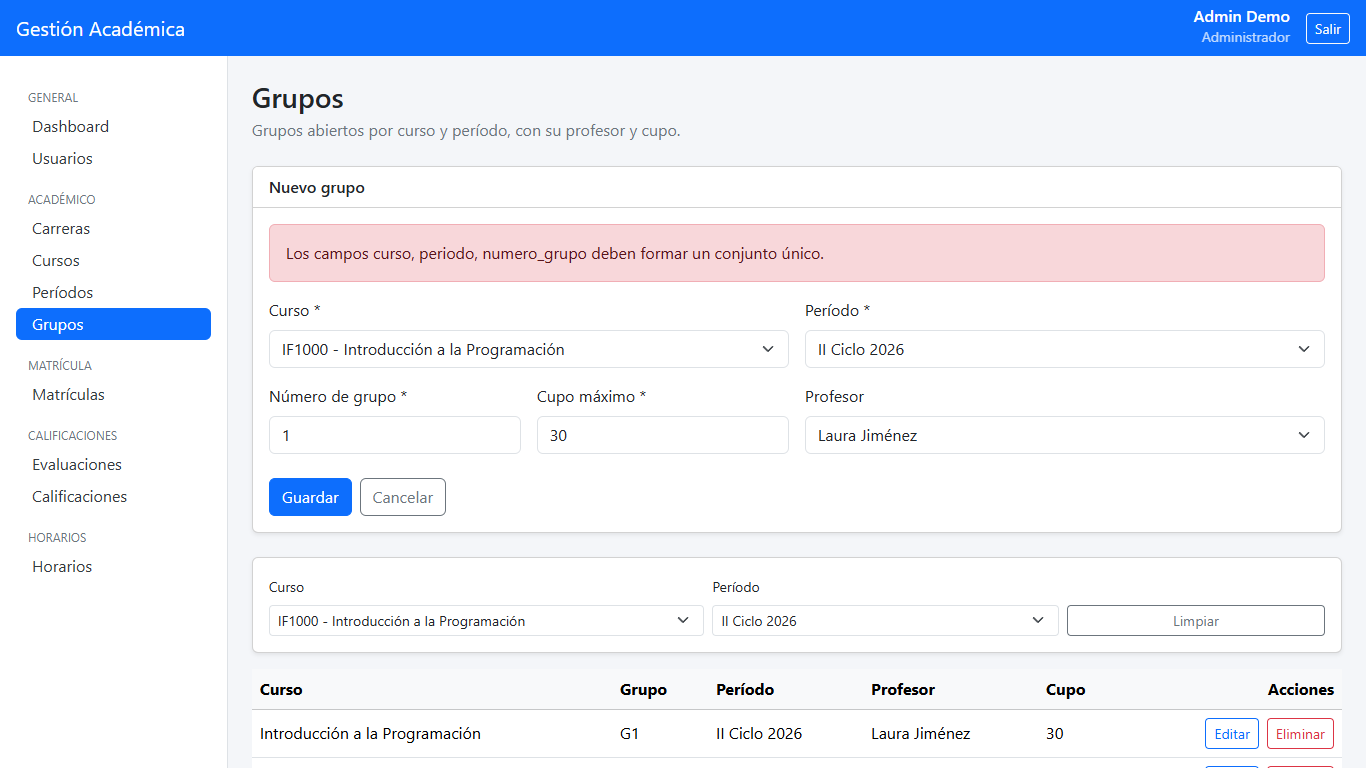 Gestión Académica
Admin Demo
Administrador
Salir
GENERAL
Dashboard
Usuarios
ACADÉMICO
Carreras
Cursos
Períodos
Grupos
MATRÍCULA
Matrículas
CALIFICACIONES
Evaluaciones
Calificaciones
HORARIOS
Horarios
Grupos
Grupos abiertos por curso y período, con su profesor y cupo.
Nuevo grupo
Los campos curso, periodo, numero_grupo deben formar un conjunto único.
Curso * Período *
IF1000 - Introducción a la Programación II Ciclo 2026
Número de grupo * Cupo máximo * Profesor
1 30 Laura Jiménez
Guardar Cancelar
Curso Período
IF1000 - Introducción a la Programación II Ciclo 2026 Limpiar
Curso Grupo Período Profesor Cupo Acciones
Introducción a la Programación G1 II Ciclo 2026 Laura Jiménez 30 Editar Eliminar